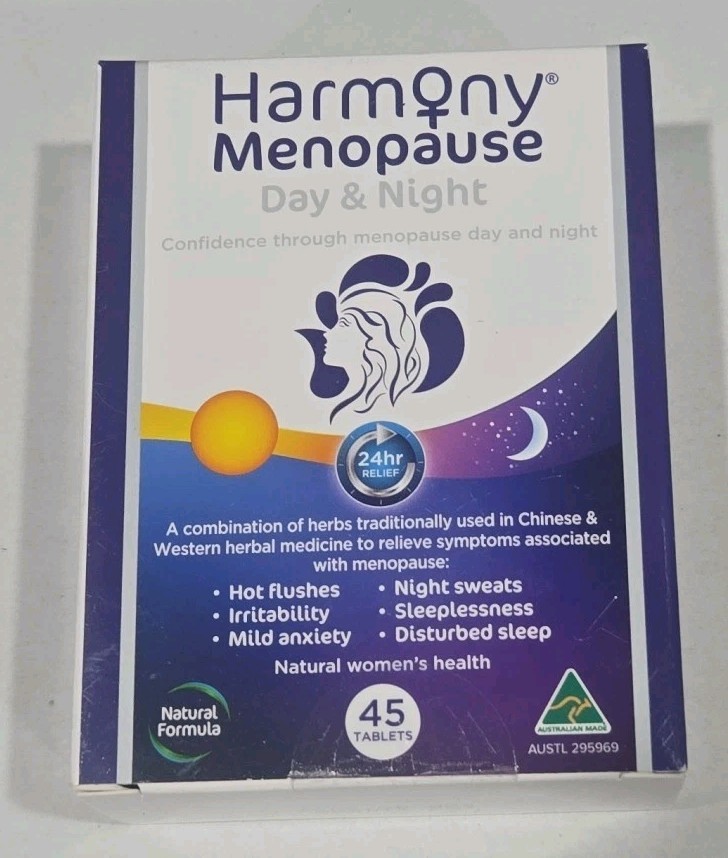 Harmony®
Menopause
Day & Night
Confidence through menopause day and night
24hr
RELIEF
A combination of herbs traditionally used in Chinese &
Western herbal medicine to relieve symptoms associated
with menopause:
• Hot flushes • Night sweats
• Irritability • Sleeplessness
• Mild anxiety • Disturbed sleep
Natural women's health
Natural
Formula
45
TABLETS
AUSTRALIAN MADE
AUSTL 295969